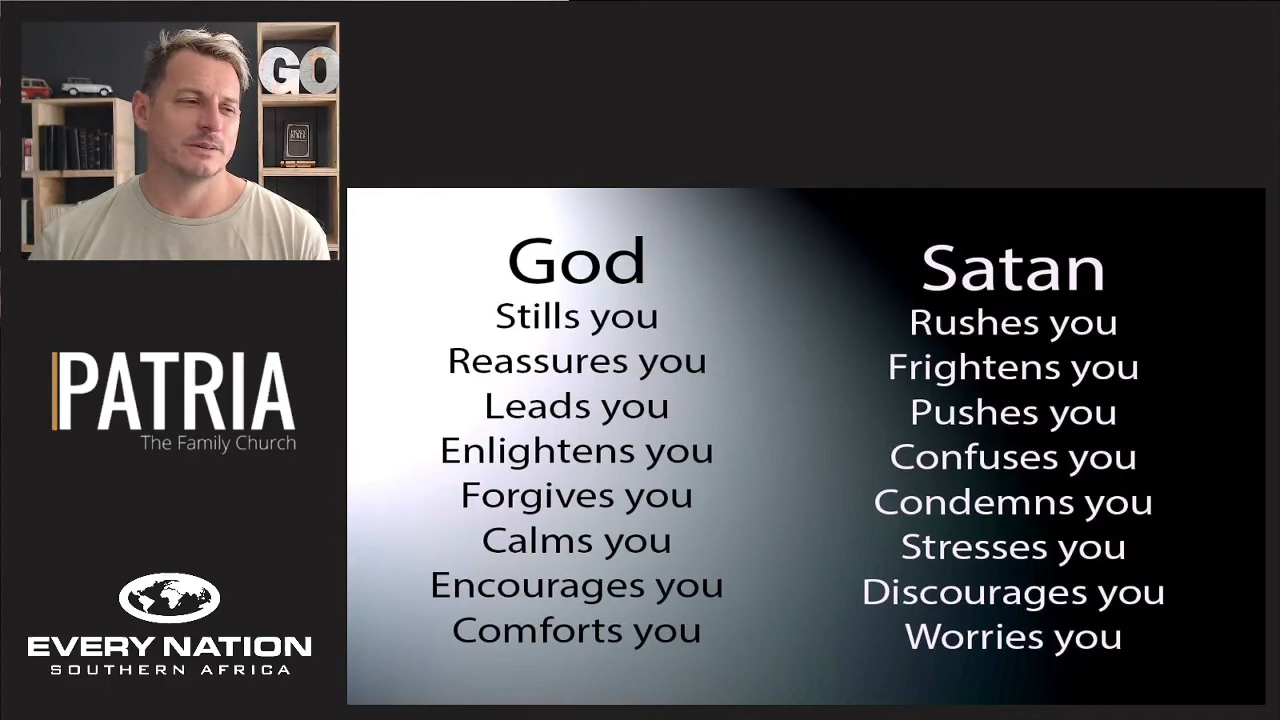 GO
HOLY
BIBLE
PATRIA
The Family Church
EVERY NATION
SOUTHERN AFRICA
God
Stills you
Reassures you
Leads you
Enlightens you
Forgives you
Calms you
Encourages you
Comforts you
Satan
Rushes you
Frightens you
Pushes you
Confuses you
Condemns you
Stresses you
Discourages you
Worries you